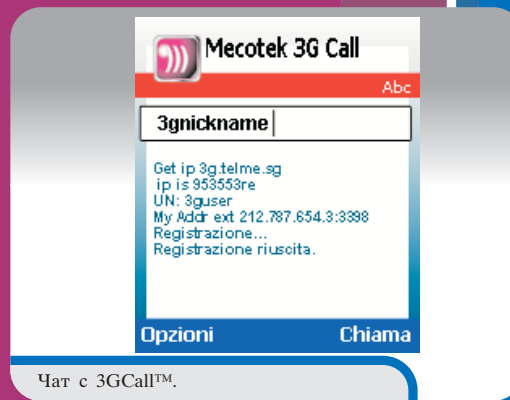 Mecotek 3G Call
Abc
3gnickname
Get ip 3g.telme.sg
ip is 953553re
UN: 3guser
My Addr ext 212.787.654.3:3398
Registrazione...
Registrazione riuscita.
Opzioni Chiama
Чат с 3GCall™.